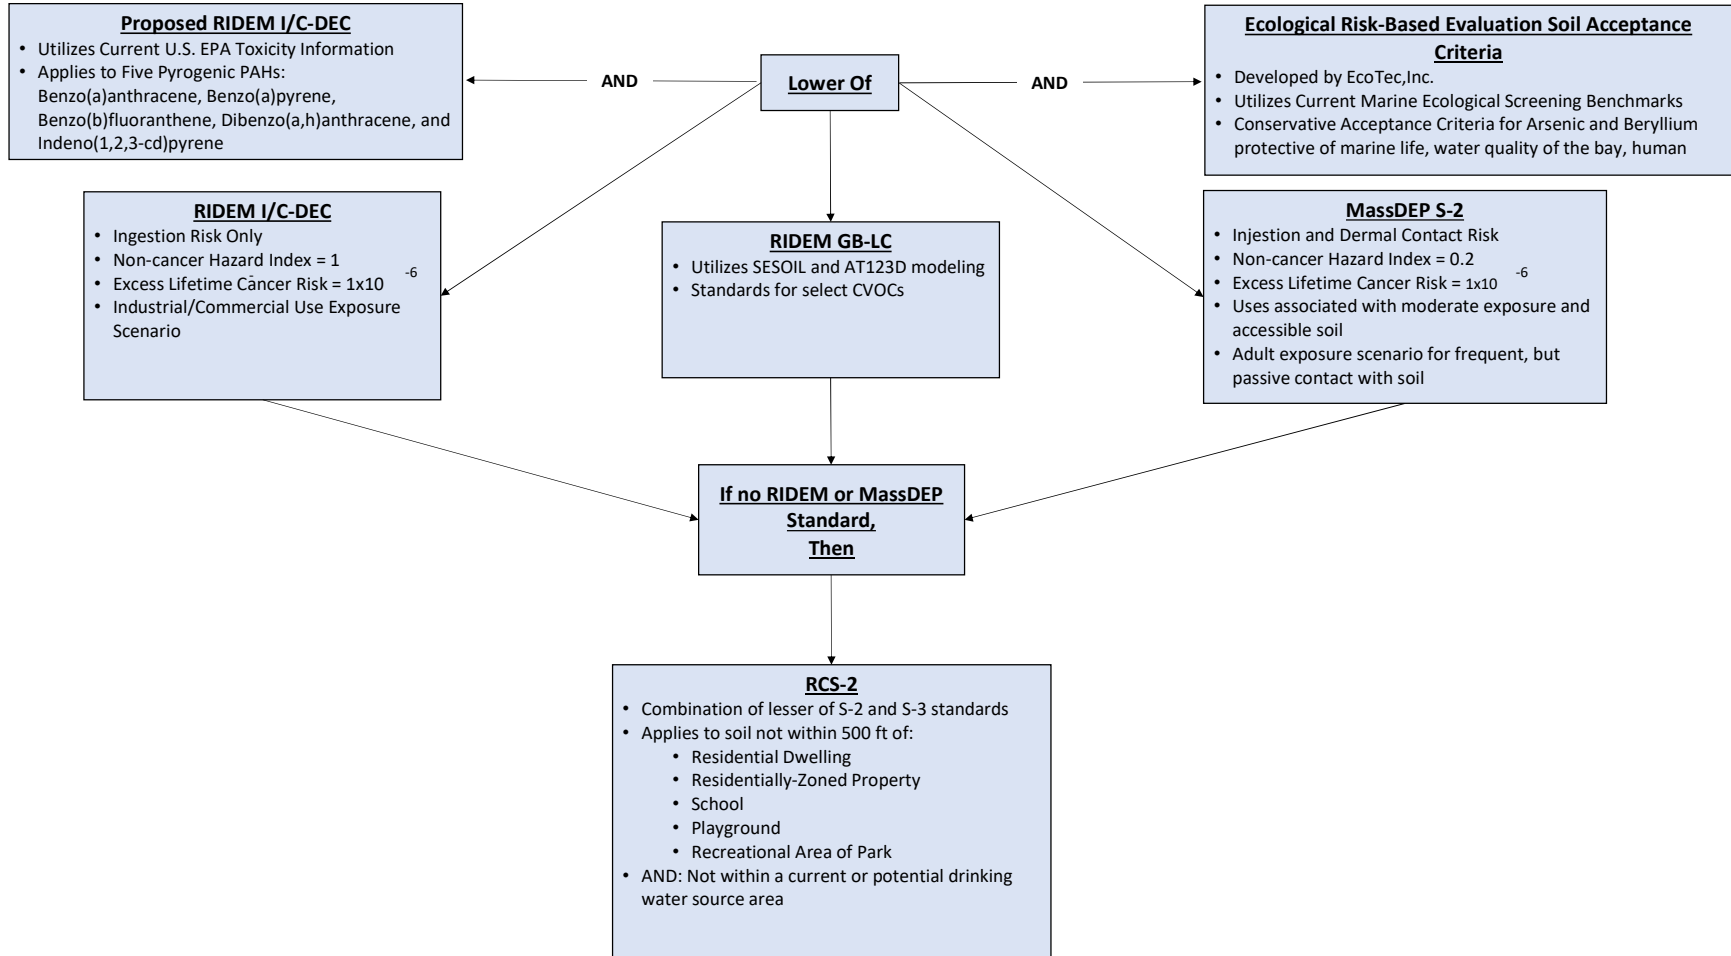 Proposed RIDEM I/C-DEC
• Utilizes Current U.S. EPA Toxicity Information
• Applies to Five Pyrogenic PAHs:
Benzo(a)anthracene, Benzo(a)pyrene,
Benzo(b)fluoranthene, Dibenzo(a,h)anthracene, and
Indeno(1,2,3-cd)pyrene
AND
Lower Of
AND
Ecological Risk-Based Evaluation Soil Acceptance
Criteria
• Developed by EcoTec,Inc.
• Utilizes Current Marine Ecological Screening Benchmarks
• Conservative Acceptance Criteria for Arsenic and Beryllium
protective of marine life, water quality of the bay, human
RIDEM I/C-DEC
• Ingestion Risk Only
• Non-cancer Hazard Index = 1
• Excess Lifetime Cancer Risk = 1x10 -6
• Industrial/Commercial Use Exposure
Scenario
RIDEM GB-LC
• Utilizes SESOIL and AT123D modeling
• Standards for select CVOCs
MassDEP S-2
• Injestion and Dermal Contact Risk
• Non-cancer Hazard Index = 0.2
• Excess Lifetime Cancer Risk = 1x10 -6
• Uses associated with moderate exposure and
accessible soil
• Adult exposure scenario for frequent, but
passive contact with soil
If no RIDEM or MassDEP
Standard,
Then
RCS-2
• Combination of lesser of S-2 and S-3 standards
• Applies to soil not within 500 ft of:
• Residential Dwelling
• Residentially-Zoned Property
• School
• Playground
• Recreational Area of Park
• AND: Not within a current or potential drinking
water source area